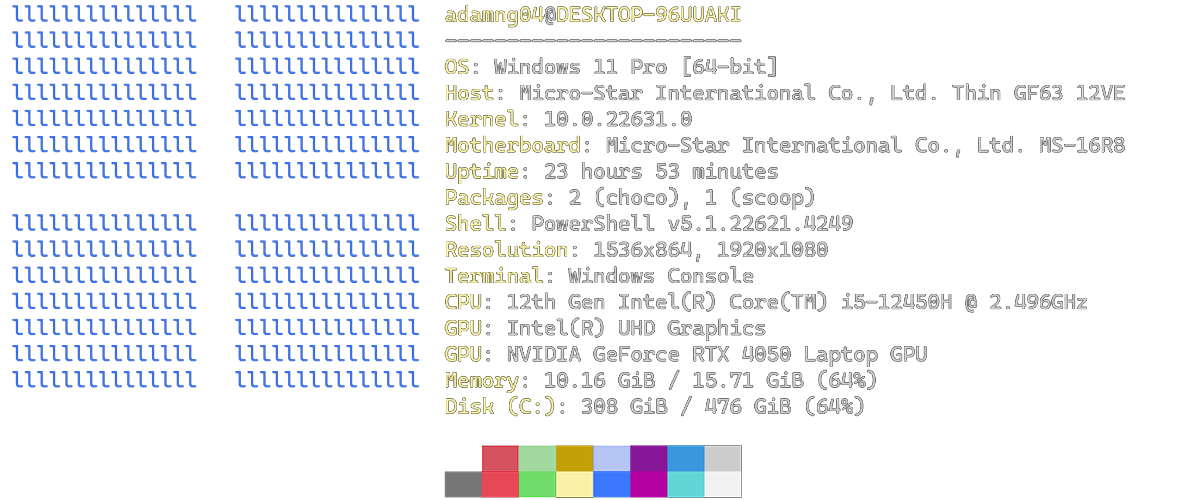 lllllllllllllll   lllllllllllllll   adamng04@DESKTOP-96UUAKI
lllllllllllllll   lllllllllllllll   ------------------------
lllllllllllllll   lllllllllllllll   OS: Windows 11 Pro [64-bit]
lllllllllllllll   lllllllllllllll   Host: Micro-Star International Co., Ltd. Thin GF63 12VE
lllllllllllllll   lllllllllllllll   Kernel: 10.0.22631.0
lllllllllllllll   lllllllllllllll   Motherboard: Micro-Star International Co., Ltd. MS-16R8
lllllllllllllll   lllllllllllllll   Uptime: 23 hours 53 minutes
Packages: 2 (choco), 1 (scoop)
lllllllllllllll   lllllllllllllll   Shell: PowerShell v5.1.22621.4249
lllllllllllllll   lllllllllllllll   Resolution: 1536x864, 1920x1080
lllllllllllllll   lllllllllllllll   Terminal: Windows Console
lllllllllllllll   lllllllllllllll   CPU: 12th Gen Intel(R) Core(TM) i5-12450H @ 2.496GHz
lllllllllllllll   lllllllllllllll   GPU: Intel(R) UHD Graphics
lllllllllllllll   lllllllllllllll   GPU: NVIDIA GeForce RTX 4050 Laptop GPU
lllllllllllllll   lllllllllllllll   Memory: 10.16 GiB / 15.71 GiB (64%)
Disk (C:): 308 GiB / 476 GiB (64%)